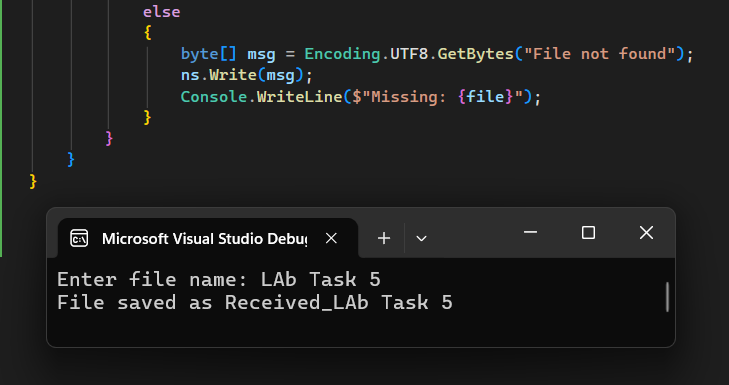 else
{
byte[] msg = Encoding.UTF8.GetBytes("File not found");
ns.Write(msg);
Console.WriteLine($"Missing: {file}");
}
}
}
}
Microsoft Visual Studio Debug
Enter file name: LAb Task 5
File saved as Received_LAb Task 5